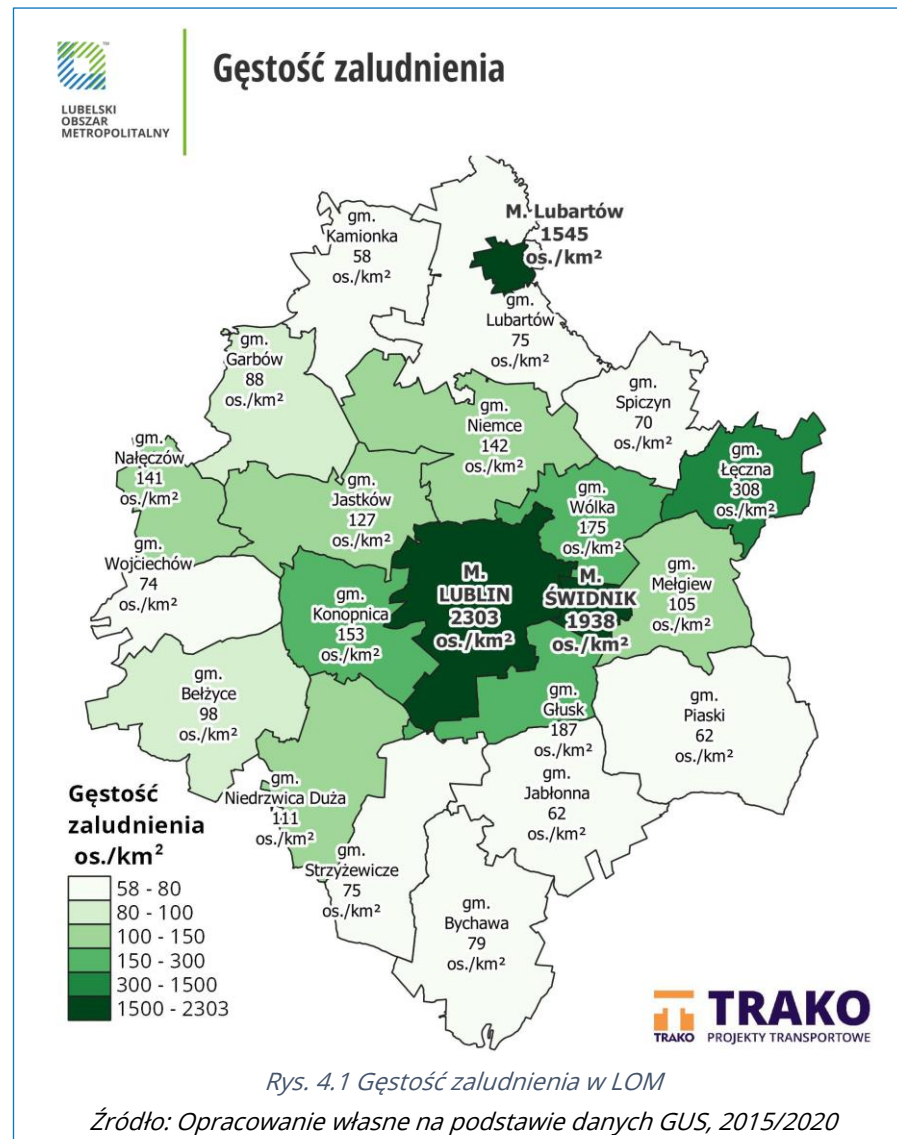 LUBELSKI
OBSZAR
METROPOLITALNY
Gęstość zaludnienia
gm.
Kamionka
58
os./km²
M. Lubartów
1545
os./km²
gm.
Lubartów
75
os./km²
gm.
Garbów
88
os./km²
gm.
Spiczyn
70
os./km²
gm.
Niemce
142
os./km²
gm.
Nałęczów
141
os./km²
gm.
Łęczna
308
os./km²
gm.
Jastków
127
os./km²
gm.
Wólka
175
os./km²
gm.
Wojciechów
74
os./km²
M.
LUBLIN
2303
os./km²
M.
ŚWIDNIK
1938
os./km²
gm.
Mełgiew
105
os./km²
gm.
Konopnica
153
os./km²
gm.
Bełżyce
98
os./km²
gm.
Głusk
187
os./km²
gm.
Piaski
62
os./km²
gm.
Niedrzwica Duża
111
os./km²
gm.
Jabłonna
62
os./km²
gm.
Strzyżewicze
75
os./km²
gm.
Bychawa
79
os./km²
Gęstość
zaludnienia
os./km²
58 - 80
80 - 100
100 - 150
150 - 300
300 - 1500
1500 - 2303
TRAKO
TRAKO
PROJEKTY TRANSPORTOWE
Rys. 4.1 Gęstość zaludnienia w LOM
Źródło: Opracowanie własne na podstawie danych GUS, 2015/2020